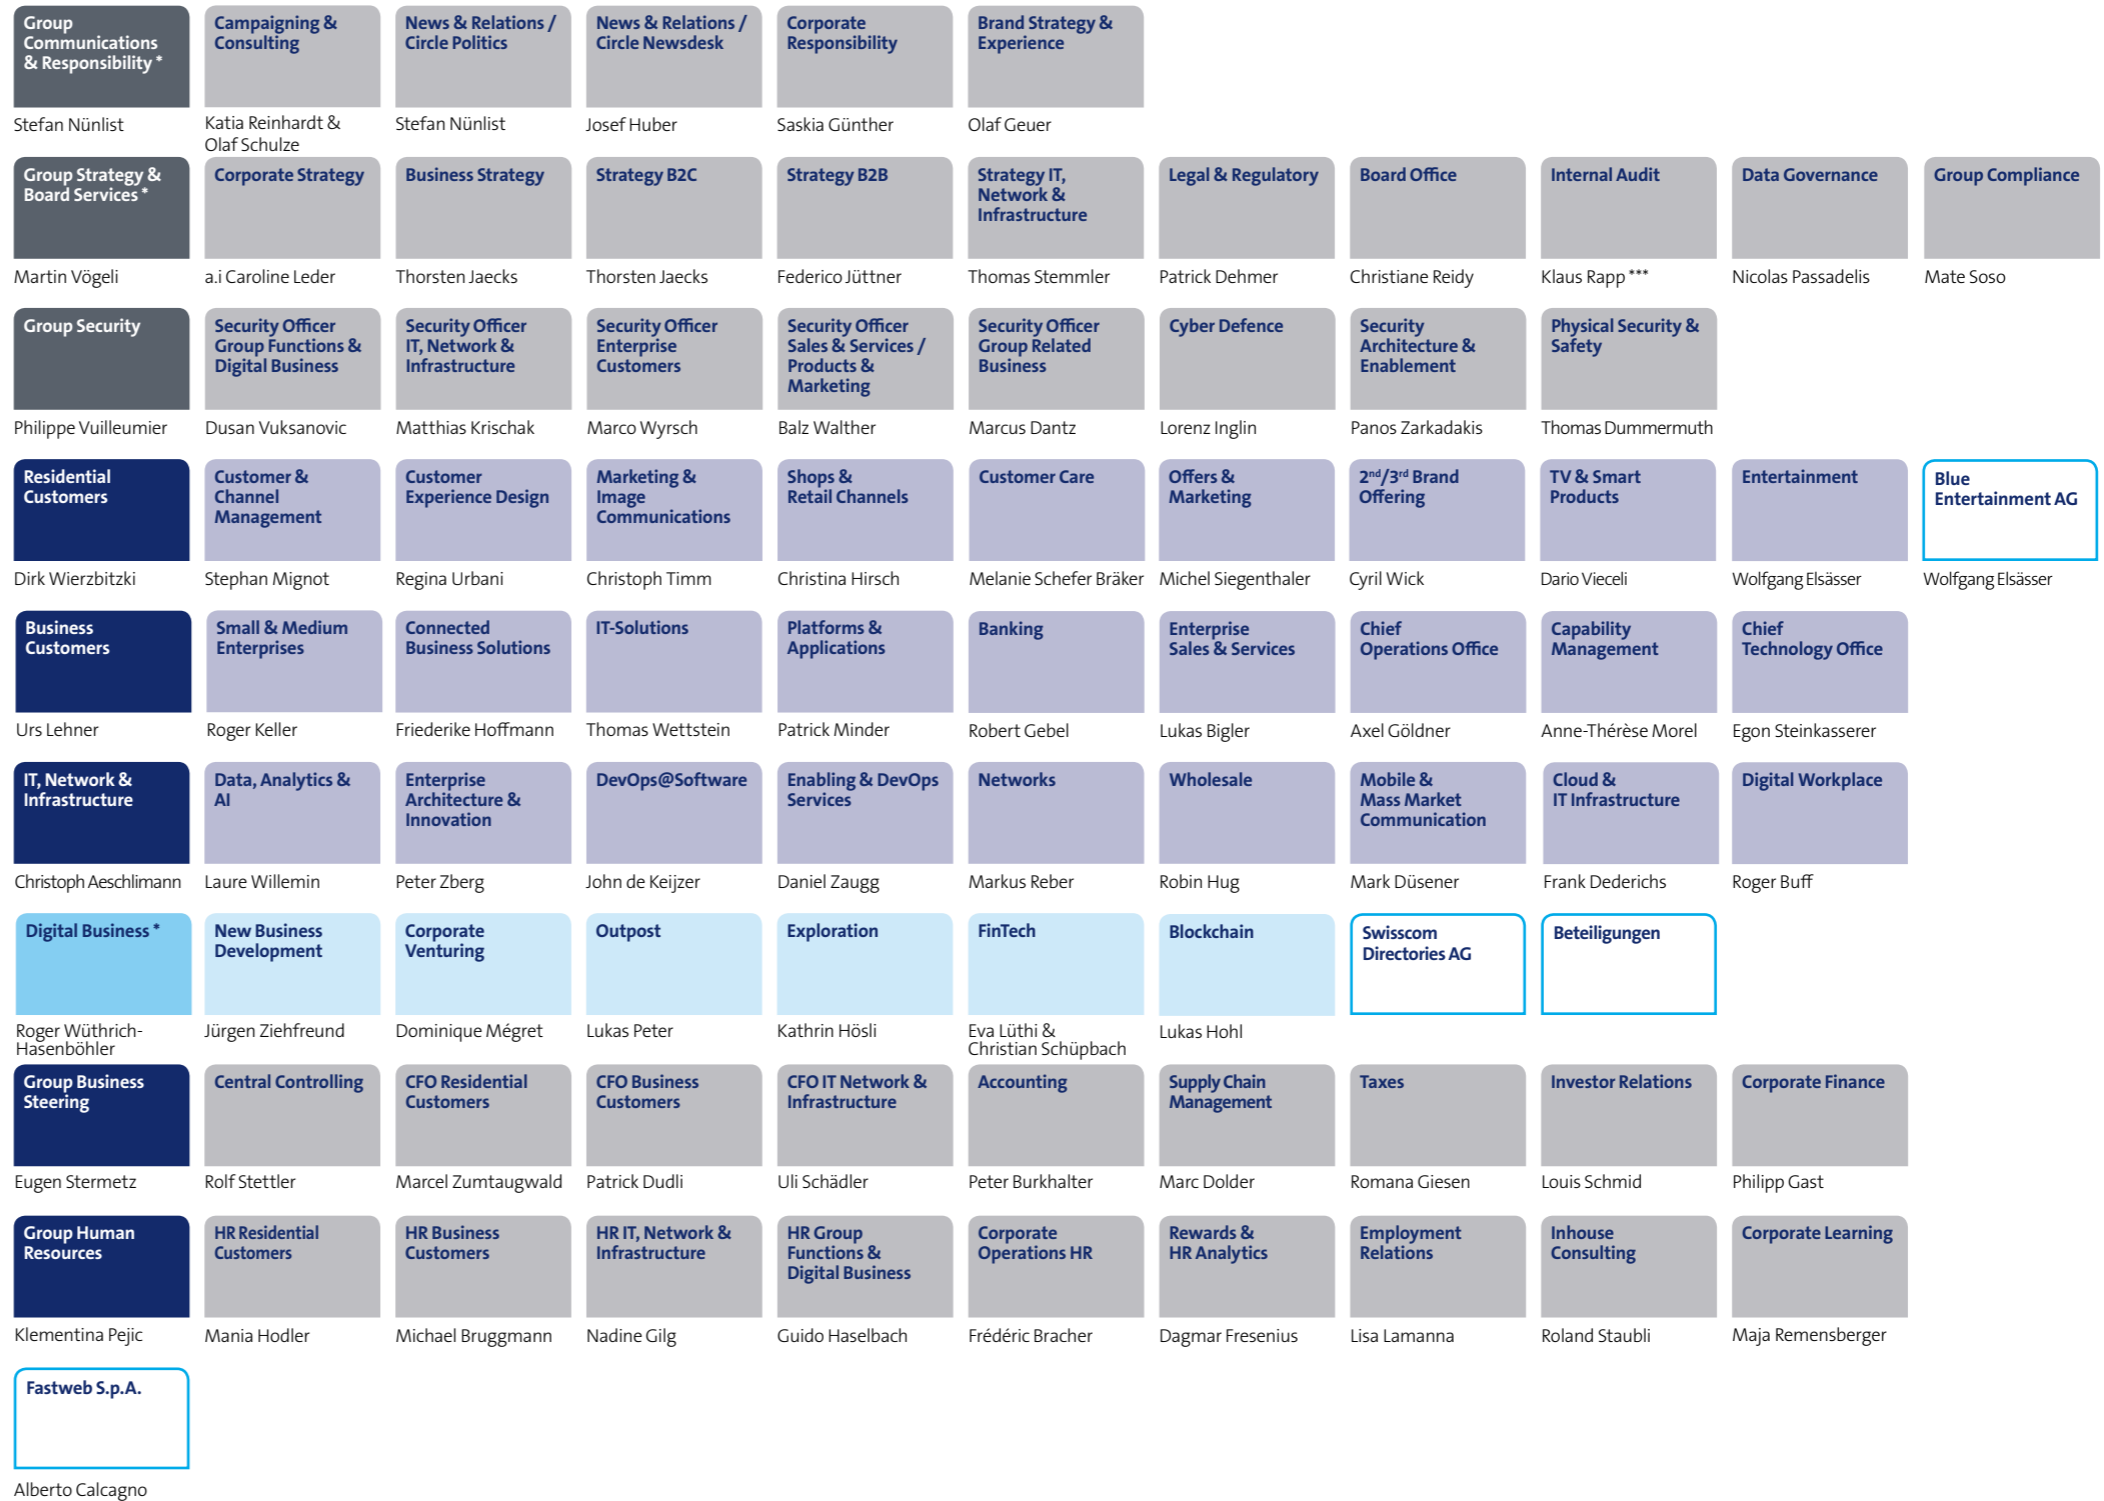 Group
Communications
& Responsibility *
Campaigning &
Consulting
News & Relations /
Circle Politics
News & Relations /
Circle Newsdesk
Corporate
Responsibility
Brand Strategy &
Experience
Stefan Nünlist
Katia Reinhardt &
Olaf Schulze
Stefan Nünlist
Josef Huber
Saskia Günther
Olaf Geuer
Group Strategy &
Board Services *
Corporate Strategy
Business Strategy
Strategy B2C
Strategy B2B
Strategy IT,
Network &
Infrastructure
Legal & Regulatory
Board Office
Internal Audit
Data Governance
Group Compliance
Martin Vögeli
a.i Caroline Leder
Thorsten Jaecks
Thorsten Jaecks
Federico Jüttner
Thomas Stemmler
Patrick Dehmer
Christiane Reidy
Klaus Rapp ***
Nicolas Passadelis
Mate Soso
Group Security
Security Officer
Group Functions &
Digital Business
Security Officer
IT, Network &
Infrastructure
Security Officer
Enterprise
Customers
Security Officer
Sales & Services /
Products &
Marketing
Security Officer
Group Related
Business
Cyber Defence
Security
Architecture &
Enablement
Physical Security &
Safety
Philippe Vuilleumier
Dusan Vuksanovic
Matthias Krischak
Marco Wyrsch
Balz Walther
Marcus Dantz
Lorenz Inglin
Panos Zarkadakis
Thomas Dummermuth
Residential
Customers
Customer &
Channel
Management
Customer
Experience Design
Marketing &
Image
Communications
Shops &
Retail Channels
Customer Care
Offers &
Marketing
2nd/3rd Brand
Offering
TV & Smart
Products
Entertainment
Blue
Entertainment AG
Dirk Wierzbitzki
Stephan Mignot
Regina Urbani
Christoph Timm
Christina Hirsch
Melanie Schefer Bräker
Michel Siegenthaler
Cyril Wick
Dario Vieceli
Wolfgang Elsässer
Wolfgang Elsässer
Business
Customers
Small & Medium
Enterprises
Connected
Business Solutions
IT-Solutions
Platforms &
Applications
Banking
Enterprise
Sales & Services
Chief
Operations Office
Capability
Management
Chief
Technology Office
Urs Lehner
Roger Keller
Friederike Hoffmann
Thomas Wettstein
Patrick Minder
Robert Gebel
Lukas Bigler
Axel Göldner
Anne-Thérèse Morel
Egon Steinkasserer
IT, Network &
Infrastructure
Data, Analytics &
AI
Enterprise
Architecture &
Innovation
DevOps@Software
Enabling & DevOps
Services
Networks
Wholesale
Mobile &
Mass Market
Communication
Cloud &
IT Infrastructure
Digital Workplace
Christoph Aeschlimann
Laure Willemin
Peter Zberg
John de Keijzer
Daniel Zaugg
Markus Reber
Robin Hug
Mark Düsener
Frank Dederichs
Roger Buff
Digital Business *
New Business
Development
Corporate
Venturing
Outpost
Exploration
FinTech
Blockchain
Swisscom
Directories AG
Beteiligungen
Roger Wüthrich-
Hasenböhler
Jürgen Ziehfreund
Dominique Mégret
Lukas Peter
Kathrin Hösli
Eva Lüthi &
Christian Schüpbach
Lukas Hohl
Group Business
Steering
Central Controlling
CFO Residential
Customers
CFO Business
Customers
CFO IT Network &
Infrastructure
Accounting
Supply Chain
Management
Taxes
Investor Relations
Corporate Finance
Eugen Stermetz
Rolf Stettler
Marcel Zumtaugwald
Patrick Dudli
Uli Schädler
Peter Burkhalter
Marc Dolder
Romana Giesen
Louis Schmid
Philipp Gast
Group Human
Resources
HR Residential
Customers
HR Business
Customers
HR IT, Network &
Infrastructure
HR Group
Functions &
Digital Business
Corporate
Operations HR
Rewards &
HR Analytics
Employment
Relations
Inhouse
Consulting
Corporate Learning
Klementina Pejic
Mania Hodler
Michael Bruggmann
Nadine Gilg
Guido Haselbach
Frédéric Bracher
Dagmar Fresenius
Lisa Lamanna
Roland Staubli
Maja Remensberger
Fastweb S.p.A.
Alberto Calcagno